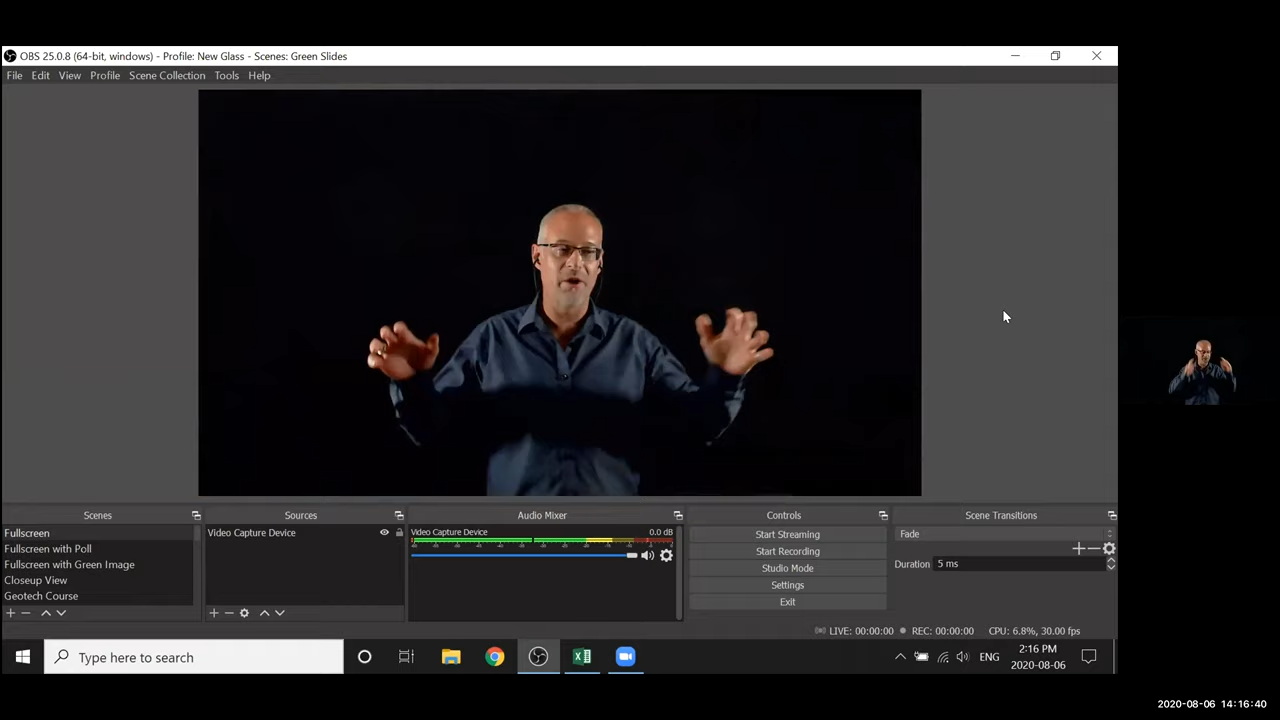 OBS 25.0.8 (64-bit, windows) - Profile: New Glass - Scenes: Green Slides
File Edit View Profile Scene Collection Tools Help
Scenes
Fullscreen
Fullscreen with Poll
Fullscreen with Green Image
Closeup View
Geotech Course
Sources
Video Capture Device
Audio Mixer
Video Capture Device 0.0 dB
Controls
Start Streaming
Start Recording
Studio Mode
Settings
Exit
Scene Transitions
Fade
Duration 5 ms
LIVE: 00:00:00 REC: 00:00:00 CPU: 6.8%, 30.00 fps
Type here to search
ENG
2:16 PM
2020-08-06
2020-08-06 14:16:40